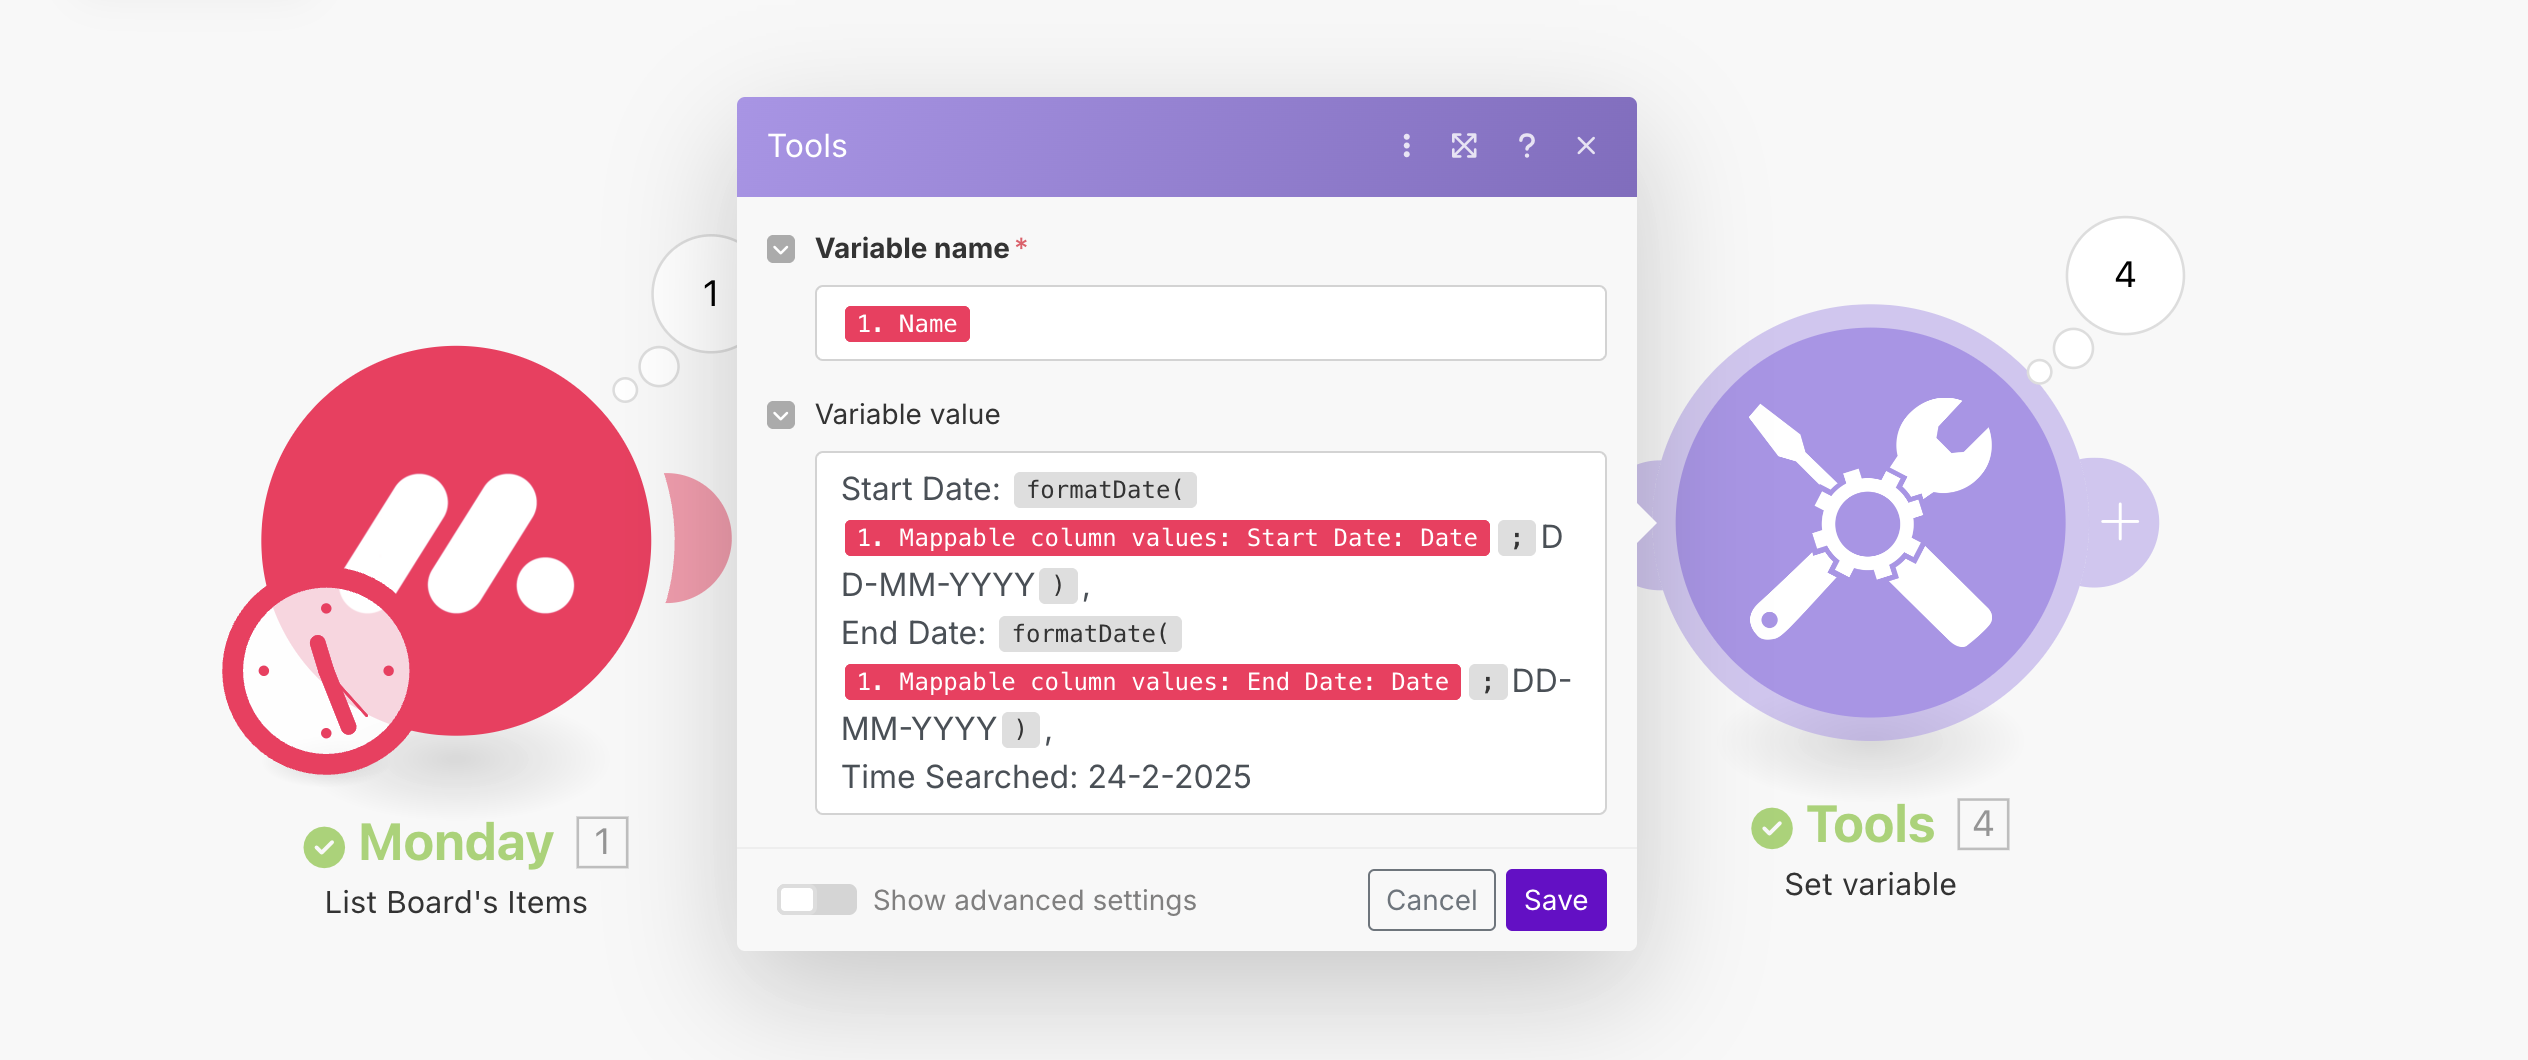 Tools
?
Variable name *
1. Name
Variable value
Start Date: formatDate(
1. Mappable column values: Start Date: Date ; D
D-MM-YYYY ) ,
End Date: formatDate(
1. Mappable column values: End Date: Date ; DD-
MM-YYYY ) ,
Time Searched: 24-2-2025
Show advanced settings
Cancel
Save
1
Monday 1
List Board's Items
4
Tools 4
Set variable